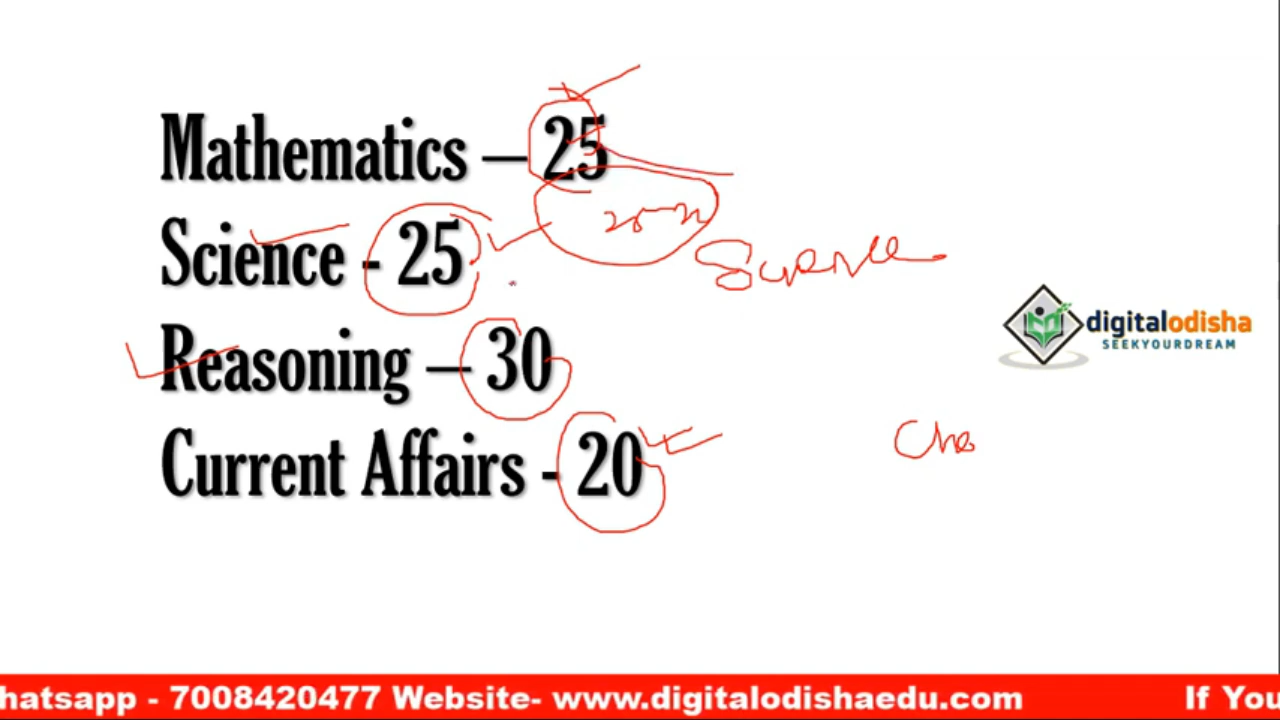 Mathematics – 25
Science - 25
Science
digitalodisha
SEEKYOURDREAM
Reasoning – 30
Current Affairs - 20
hatsapp - 7008420477 Website- www.digitalodishaedu.com If You